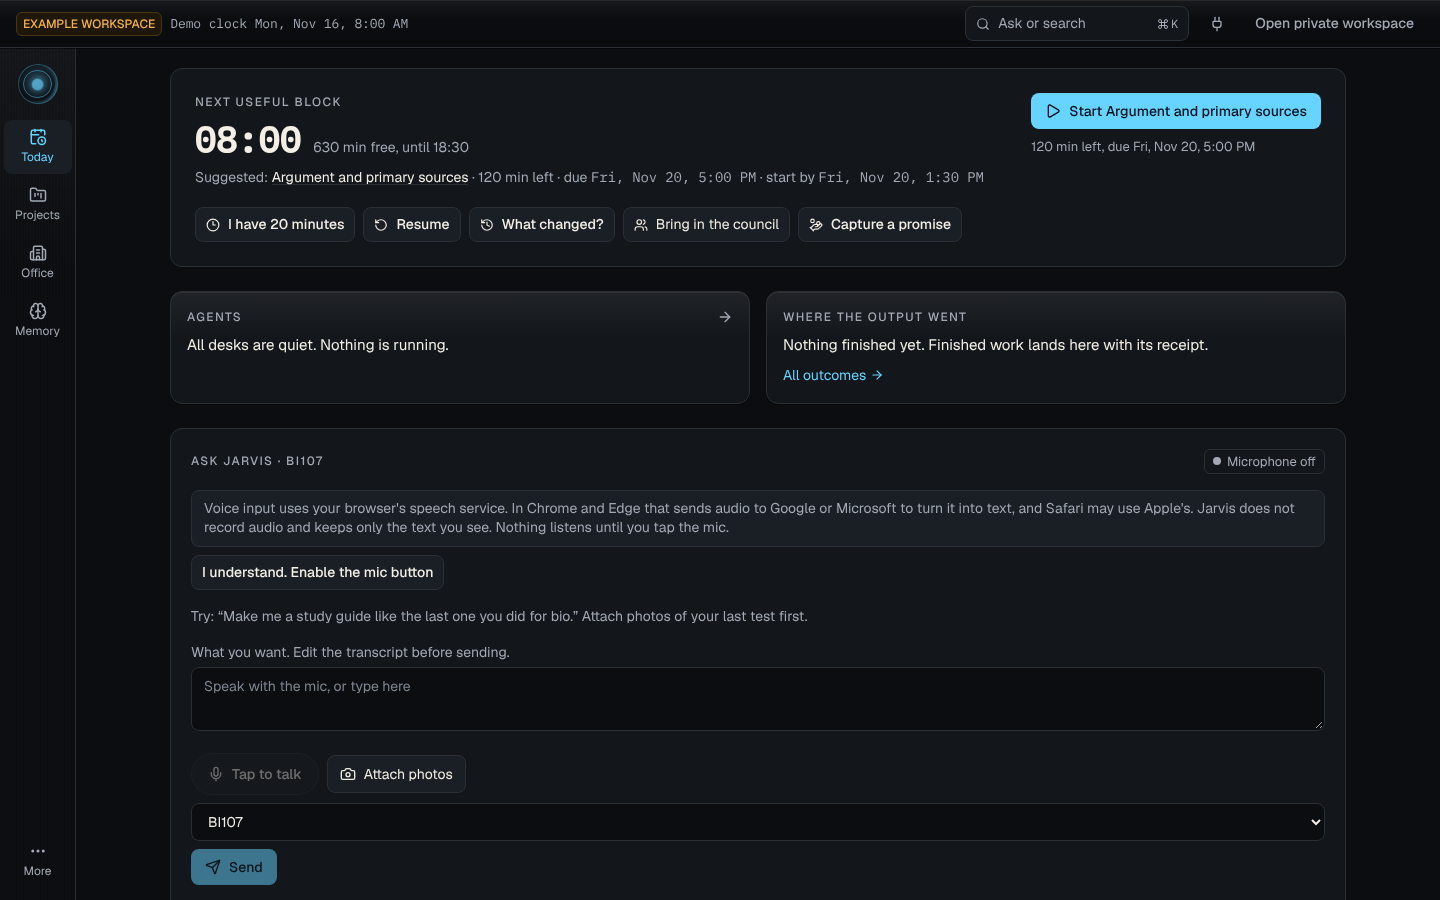 EXAMPLE WORKSPACE Demo clock Mon, Nov 16, 8:00 AM
Ask or search ⌘K
Open private workspace
Today
Projects
Office
Memory
More
NEXT USEFUL BLOCK
08:00 630 min free, until 18:30
Suggested: Argument and primary sources · 120 min left · due Fri, Nov 20, 5:00 PM · start by Fri, Nov 20, 1:30 PM
Start Argument and primary sources
120 min left, due Fri, Nov 20, 5:00 PM
I have 20 minutes
Resume
What changed?
Bring in the council
Capture a promise
AGENTS
All desks are quiet. Nothing is running.
WHERE THE OUTPUT WENT
Nothing finished yet. Finished work lands here with its receipt.
All outcomes
ASK JARVIS · BI107
Microphone off
Voice input uses your browser's speech service. In Chrome and Edge that sends audio to Google or Microsoft to turn it into text, and Safari may use Apple's. Jarvis does not
record audio and keeps only the text you see. Nothing listens until you tap the mic.
I understand. Enable the mic button
Try: “Make me a study guide like the last one you did for bio.” Attach photos of your last test first.
What you want. Edit the transcript before sending.
Speak with the mic, or type here
Tap to talk
Attach photos
BI107
Send